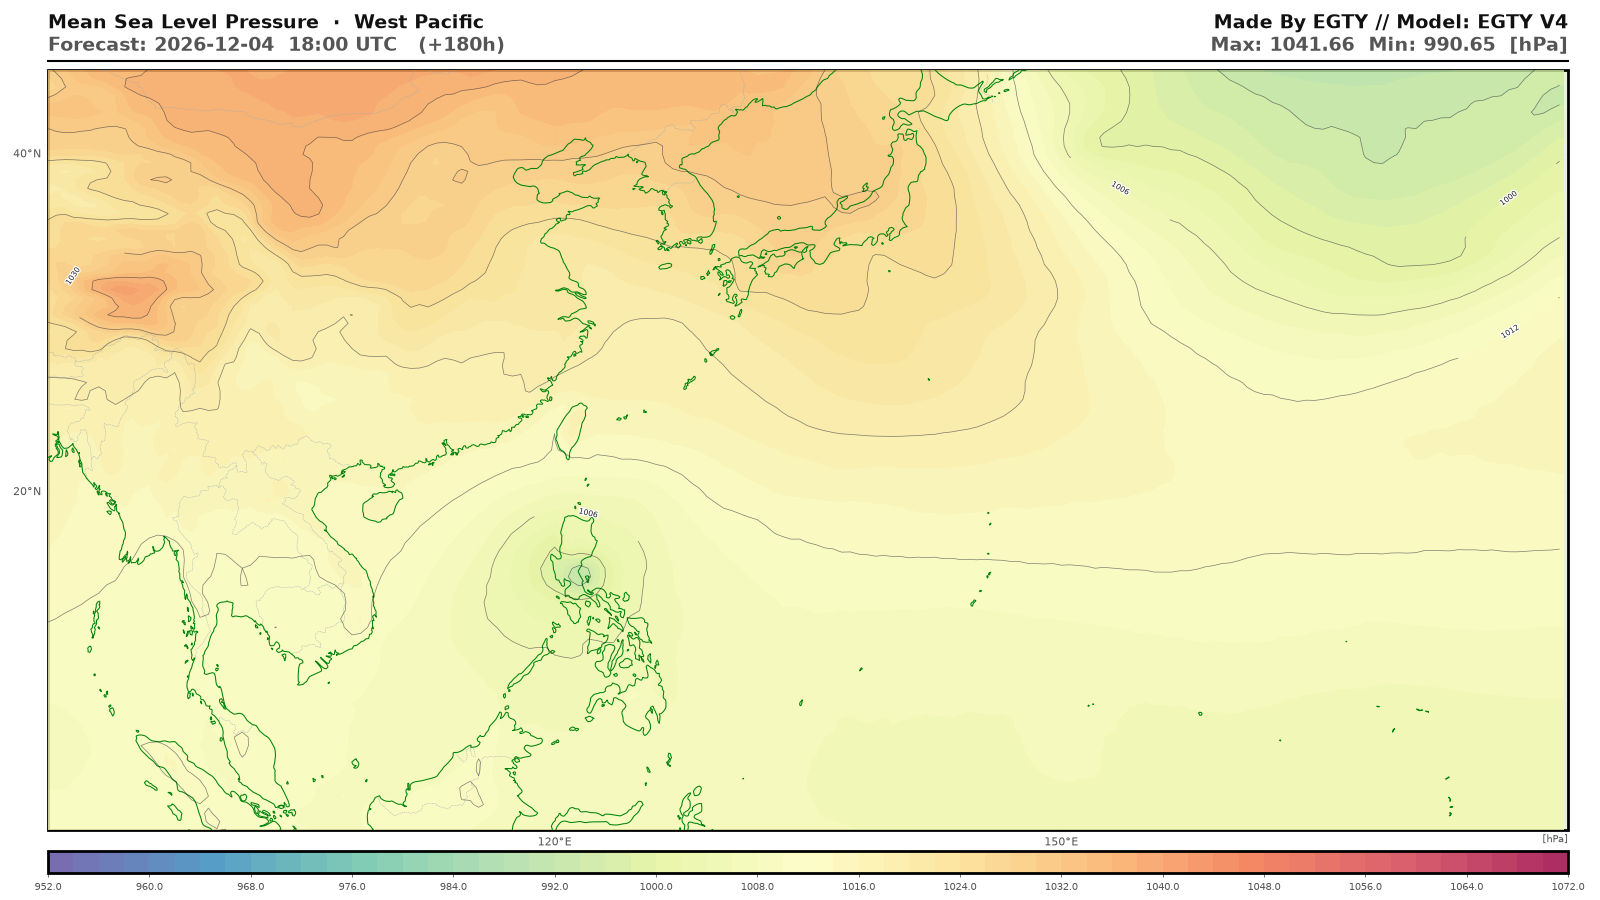 Mean Sea Level Pressure · West Pacific
Made By EGTY // Model: EGTY V4
Forecast: 2026-12-04 18:00 UTC (+180h)
Max: 1041.66 Min: 990.65 [hPa]
40°N
1006
1000
1030
1012
20°N
1006
120°E
150°E
[hPa]
952.0 960.0 968.0 976.0 984.0 992.0 1000.0 1008.0 1016.0 1024.0 1032.0 1040.0 1048.0 1056.0 1064.0 1072.0